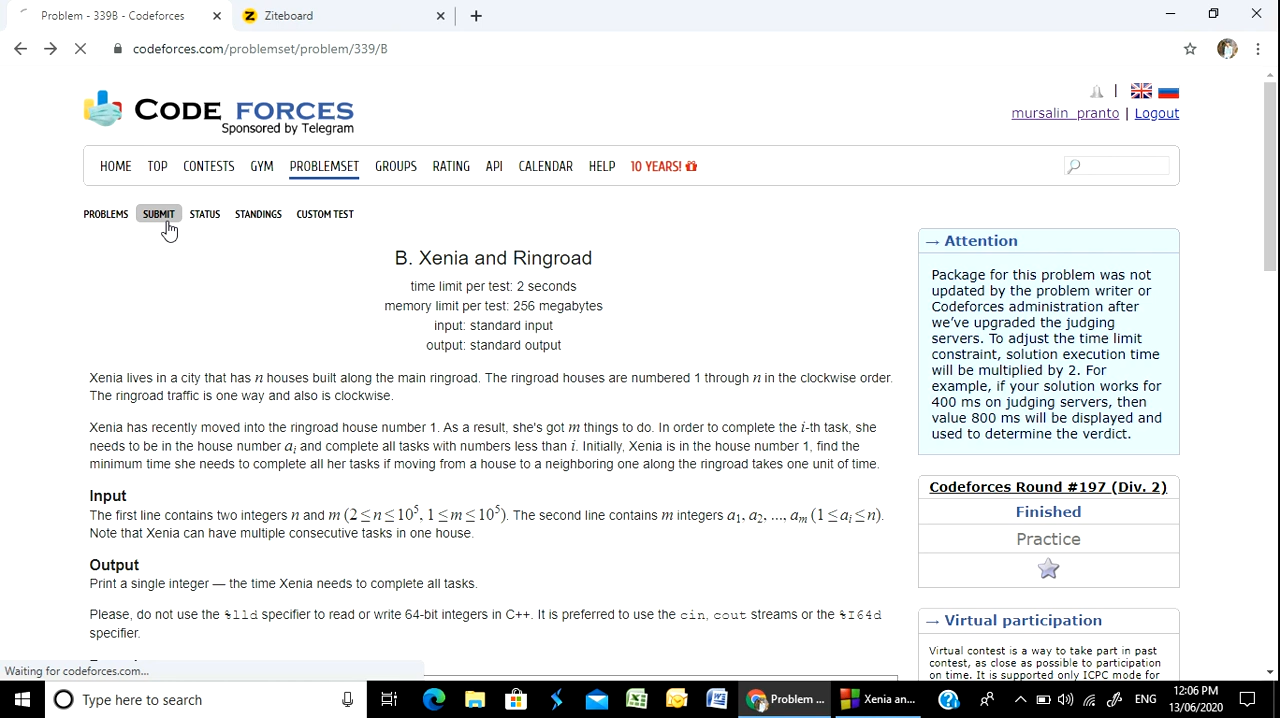 Problem - 339B - Codeforces
Ziteboard
codeforces.com/problemset/problem/339/B
CODE FORCES
Sponsored by Telegram
mursalin_pranto | Logout
HOME TOP CONTESTS GYM PROBLEMSET GROUPS RATING API CALENDAR HELP 10 YEARS!
PROBLEMS SUBMIT STATUS STANDINGS CUSTOM TEST
B. Xenia and Ringroad
time limit per test: 2 seconds
memory limit per test: 256 megabytes
input: standard input
output: standard output
Xenia lives in a city that has n houses built along the main ringroad. The ringroad houses are numbered 1 through n in the clockwise order.
The ringroad traffic is one way and also is clockwise.
Xenia has recently moved into the ringroad house number 1. As a result, she's got m things to do. In order to complete the i-th task, she
needs to be in the house number aᵢ and complete all tasks with numbers less than i. Initially, Xenia is in the house number 1, find the
minimum time she needs to complete all her tasks if moving from a house to a neighboring one along the ringroad takes one unit of time.
Input
The first line contains two integers n and m (2 ≤ n ≤ 10⁵, 1 ≤ m ≤ 10⁵). The second line contains m integers a₁, a₂, ..., aₘ (1 ≤ aᵢ ≤ n).
Note that Xenia can have multiple consecutive tasks in one house.
Output
Print a single integer — the time Xenia needs to complete all tasks.
Please, do not use the %lld specifier to read or write 64-bit integers in C++. It is preferred to use the cin, cout streams or the %I64d
specifier.
→ Attention
Package for this problem was not
updated by the problem writer or
Codeforces administration after
we've upgraded the judging
servers. To adjust the time limit
constraint, solution execution time
will be multiplied by 2. For
example, if your solution works for
400 ms on judging servers, then
value 800 ms will be displayed and
used to determine the verdict.
Codeforces Round #197 (Div. 2)
Finished
Practice
→ Virtual participation
Virtual contest is a way to take part in past
contest, as close as possible to participation
on time. It is supported only ICPC mode for
Waiting for codeforces.com...
Type here to search
Problem ...
Xenia an...
ENG
12:06 PM
13/06/2020